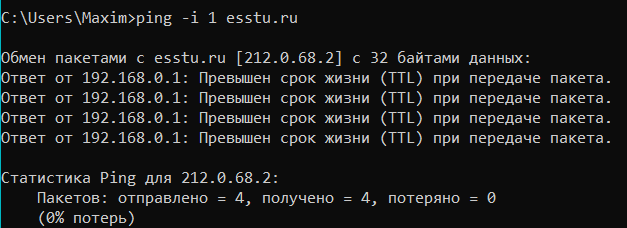 C:\Users\Maxim>ping -i 1 esstu.ru
Обмен пакетами с esstu.ru [212.0.68.2] с 32 байтами данных:
Ответ от 192.168.0.1: Превышен срок жизни (TTL) при передаче пакета.
Ответ от 192.168.0.1: Превышен срок жизни (TTL) при передаче пакета.
Ответ от 192.168.0.1: Превышен срок жизни (TTL) при передаче пакета.
Ответ от 192.168.0.1: Превышен срок жизни (TTL) при передаче пакета.
Статистика Ping для 212.0.68.2:
    Пакетов: отправлено = 4, получено = 4, потеряно = 0
    (0% потерь)